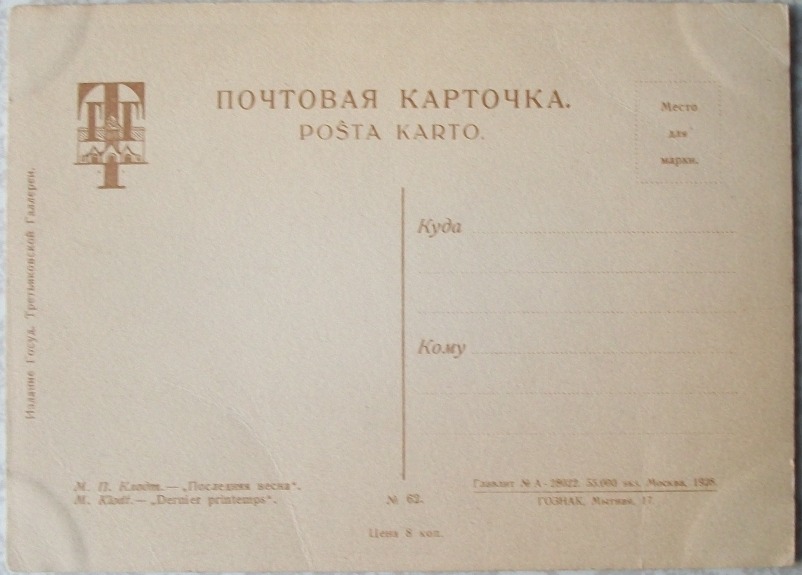 ПОЧТОВАЯ КАРТОЧКА.
POŜTA KARTO.
Место
для
марки.
Издание Госуд. Третьяковской Галлереи.
Куда
Кому
М. П. Клодт.—„Последняя весна“.
M. Klodt.—„Dernier printemps“.
№ 62.
Главлит № А-28022. 55.000 экз. Москва, 1928.
ГОЗНАК. Мытная, 17.
Цена 8 коп.